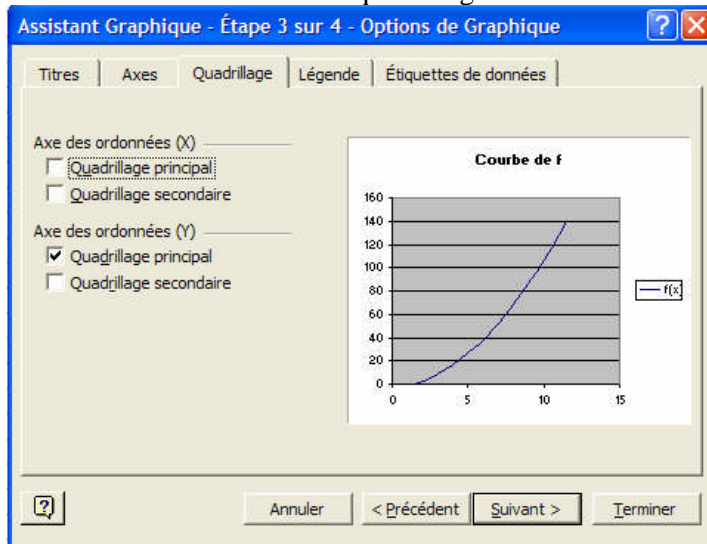 Assistant Graphique - Étape 3 sur 4 - Options de Graphique
Titres Axes Quadrillage Légende Étiquettes de données
Axe des ordonnées (X)
Quadrillage principal
Quadrillage secondaire
Axe des ordonnées (Y)
Quadrillage principal
Quadrillage secondaire
Courbe de f
160
140
120
100
80
60
40
20
0
0 5 10 15
f(x)
Annuler < Précédent Suivant > Terminer